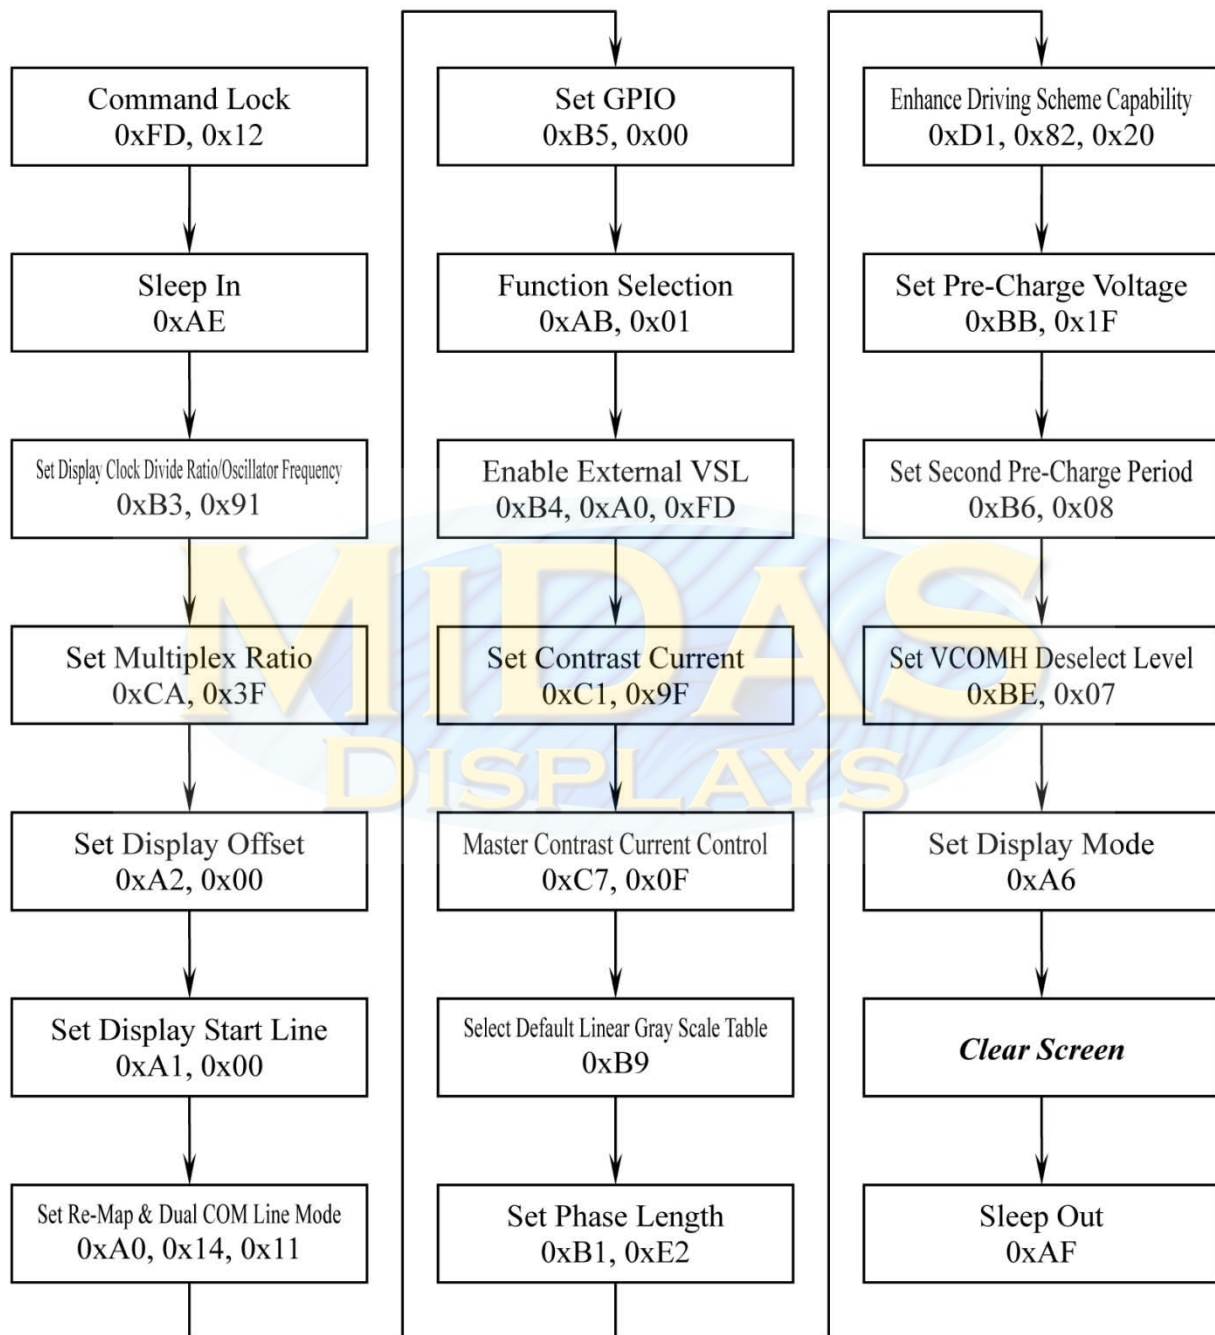 Command Lock
0xFD, 0x12
Sleep In
0xAE
Set Display Clock Divide Ratio/Oscillator Frequency
0xB3, 0x91
Set Multiplex Ratio
0xCA, 0x3F
Set Display Offset
0xA2, 0x00
Set Display Start Line
0xA1, 0x00
Set Re-Map & Dual COM Line Mode
0xA0, 0x14, 0x11
Set GPIO
0xB5, 0x00
Function Selection
0xAB, 0x01
Enable External VSL
0xB4, 0xA0, 0xFD
Set Contrast Current
0xC1, 0x9F
Master Contrast Current Control
0xC7, 0x0F
Select Default Linear Gray Scale Table
0xB9
Set Phase Length
0xB1, 0xE2
Enhance Driving Scheme Capability
0xD1, 0x82, 0x20
Set Pre-Charge Voltage
0xBB, 0x1F
Set Second Pre-Charge Period
0xB6, 0x08
Set VCOMH Deselect Level
0xBE, 0x07
Set Display Mode
0xA6
Clear Screen
Sleep Out
0xAF
MIDAS
DISPLAYS